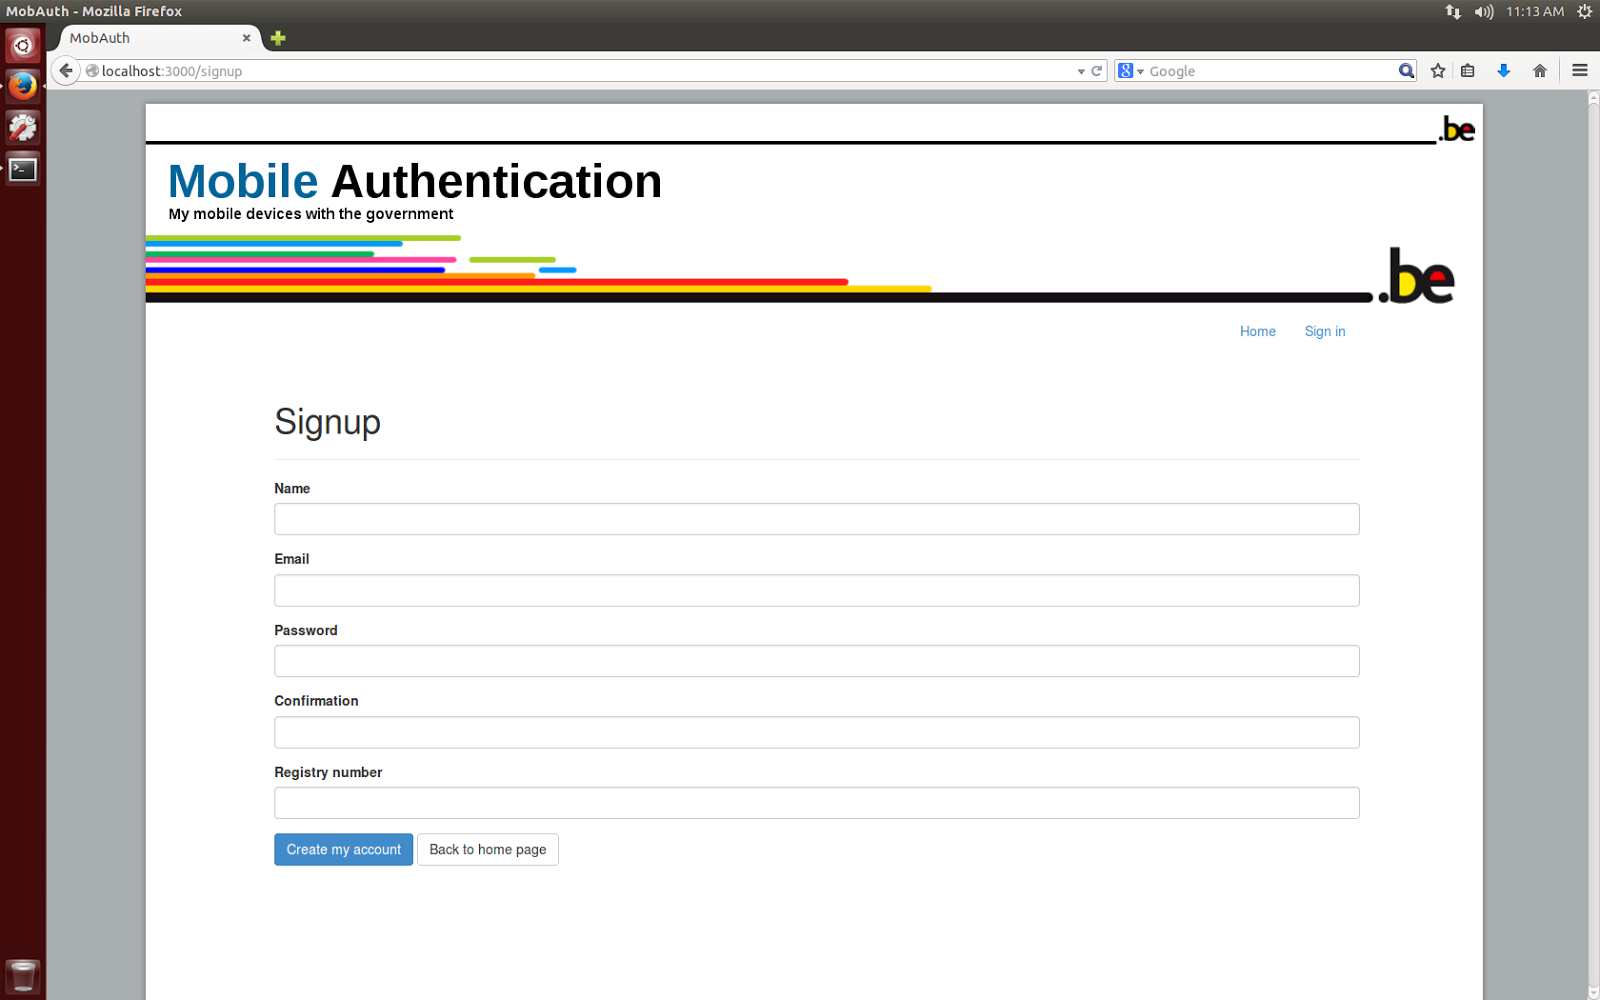 MobAuth - Mozilla Firefox
11:13 AM
MobAuth
localhost:3000/signup
8
Google
.be
Mobile Authentication
My mobile devices with the government
.be
Home
Sign in
Signup
Name
Email
Password
Confirmation
Registry number
Create my account
Back to home page